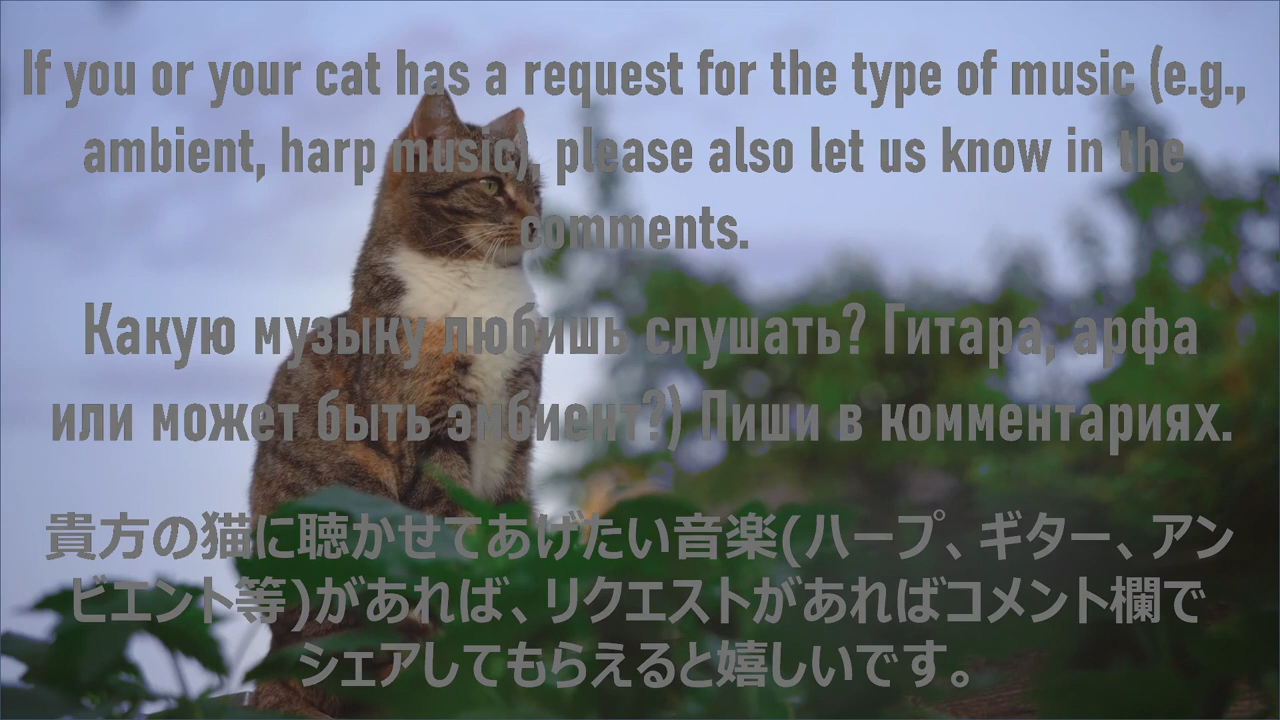 If you or your cat has a request for the type of music (e.g.,
ambient, harp music), please also let us know in the
comments.
Какую музыку любишь слушать? Гитара, арфа
или может быть эмбиент?) Пиши в комментариях.
貴方の猫に聴かせてあげたい音楽(ハープ、ギター、アン
ビエント等)があれば、リクエストがあればコメント欄で
シェアしてもらえると嬉しいです。